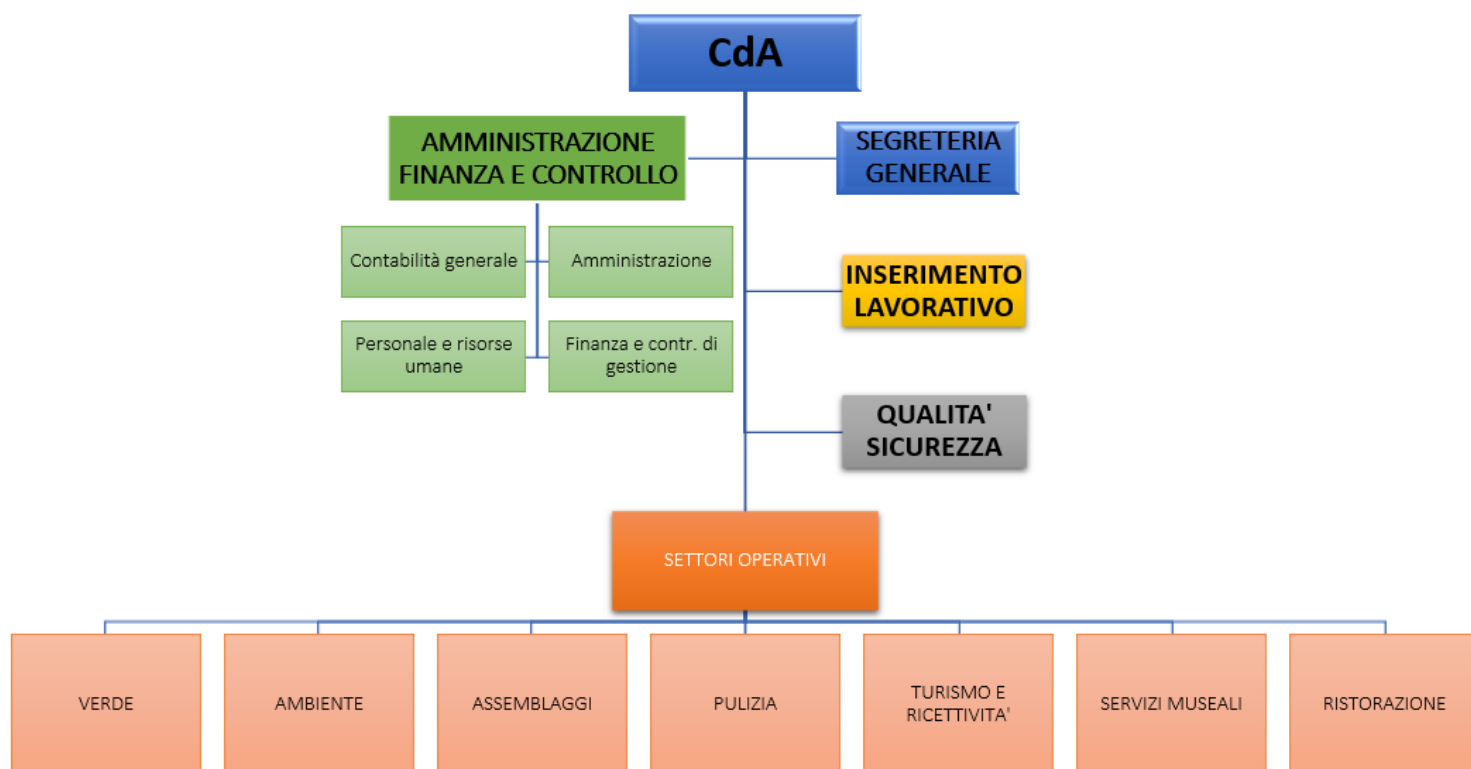 CdA
AMMINISTRAZIONE
FINANZA E CONTROLLO
SEGRETERIA
GENERALE
Contabilità generale
Amministrazione
INSERIMENTO
LAVORATIVO
Personale e risorse
umane
Finanza e contr. di
gestione
QUALITA'
SICUREZZA
SETTORI OPERATIVI
VERDE
AMBIENTE
ASSEMBLAGGI
PULIZIA
TURISMO E
RICETTIVITA'
SERVIZI MUSEALI
RISTORAZIONE